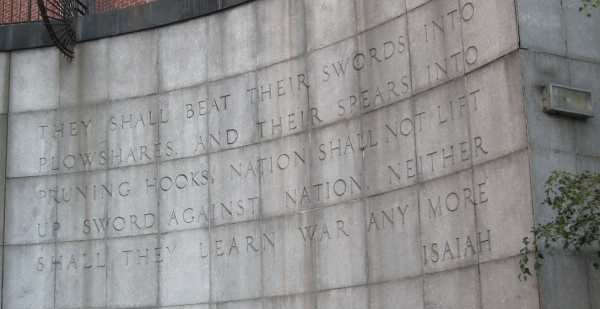 THEY SHALL BEAT THEIR SWORDS INTO
PLOWSHARES. AND THEIR SPEARS INTO
PRUNING HOOKS. NATION SHALL NOT LIFT
UP SWORD AGAINST NATION. NEITHER
SHALL THEY LEARN WAR ANY MORE
ISAIAH